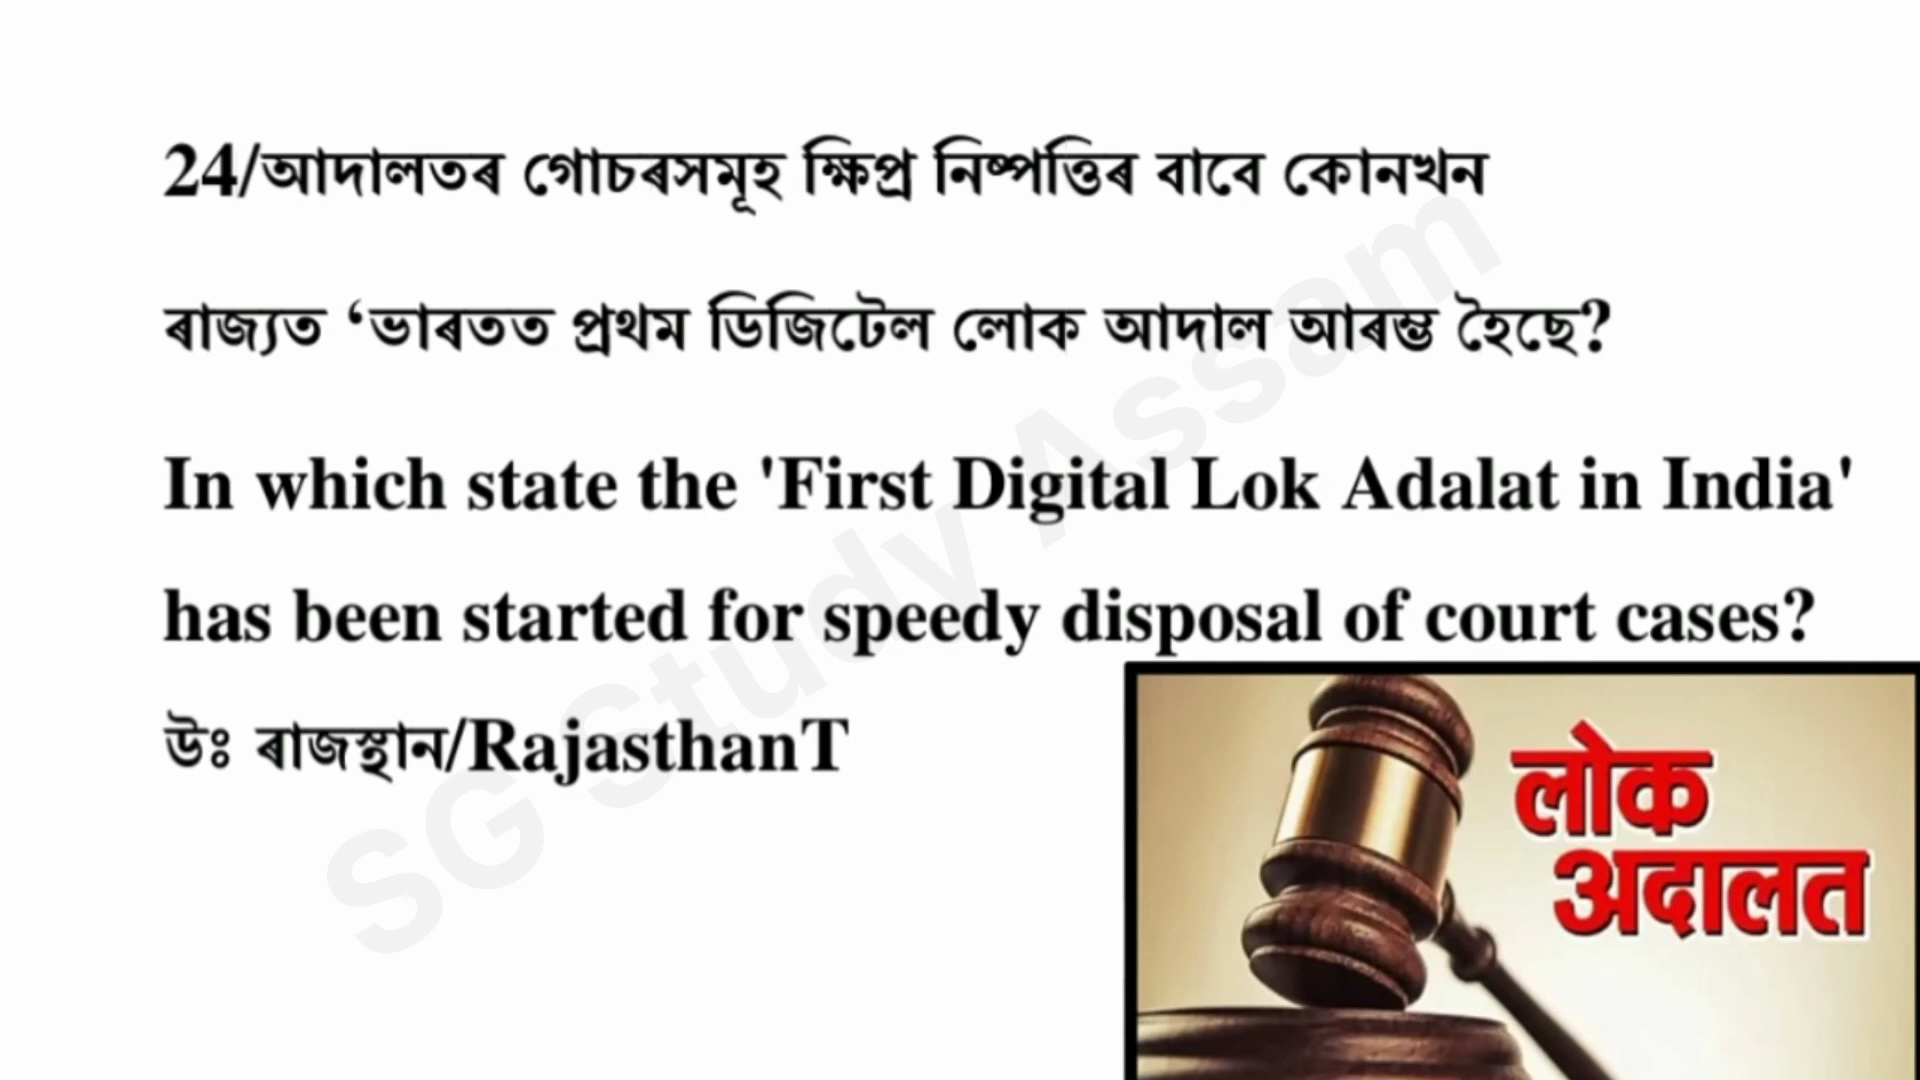 24/আদালতৰ গোচৰসমূহ ক্ষিপ্ৰ নিষ্পত্তিৰ বাবে কোনখন
ৰাজ্যত ‘ভাৰতত প্ৰথম ডিজিটেল লোক আদাল আৰম্ভ হৈছে?
In which state the 'First Digital Lok Adalat in India'
has been started for speedy disposal of court cases?
উঃ ৰাজস্থান/RajasthanT
लोक
अदालत
SG Study Assam